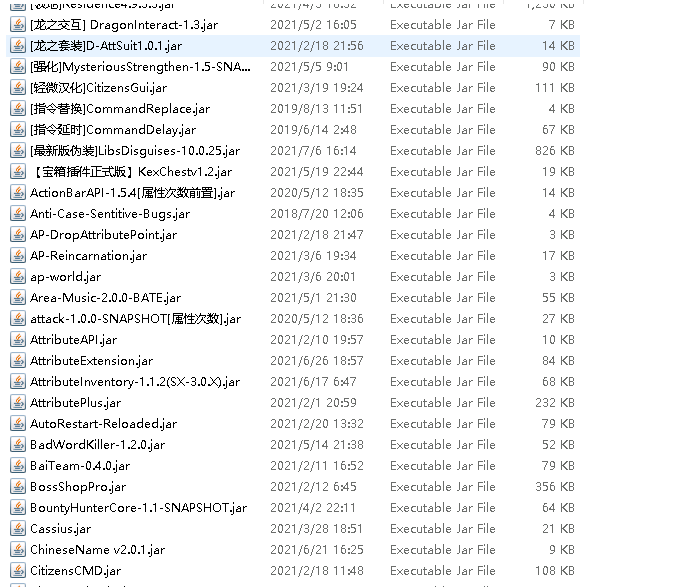 [领地]Residence4.9.3.3.jar 2021/4/3 18:32 Executable Jar File 1,250 KB
[龙之交互] DragonInteract-1.3.jar 2021/5/2 16:05 Executable Jar File 7 KB
[龙之套装]D-AttSuit1.0.1.jar 2021/2/18 21:56 Executable Jar File 14 KB
[强化]MysteriousStrengthen-1.5-SNA... 2021/5/5 9:01 Executable Jar File 90 KB
[轻微汉化]CitizensGui.jar 2021/3/19 19:24 Executable Jar File 111 KB
[指令替换]CommandReplace.jar 2019/8/13 11:51 Executable Jar File 4 KB
[指令延时]CommandDelay.jar 2019/6/14 2:48 Executable Jar File 67 KB
[最新版伪装]LibsDisguises-10.0.25.jar 2021/7/6 16:14 Executable Jar File 826 KB
【宝箱插件正式版】KexChestv1.2.jar 2021/5/19 22:44 Executable Jar File 19 KB
ActionBarAPI-1.5.4[属性次数前置].jar 2020/5/12 18:35 Executable Jar File 14 KB
Anti-Case-Sentitive-Bugs.jar 2018/7/20 12:06 Executable Jar File 4 KB
AP-DropAttributePoint.jar 2021/2/18 21:47 Executable Jar File 3 KB
AP-Reincarnation.jar 2021/3/6 19:34 Executable Jar File 17 KB
ap-world.jar 2021/3/6 20:01 Executable Jar File 3 KB
Area-Music-2.0.0-BATE.jar 2021/5/1 21:30 Executable Jar File 55 KB
attack-1.0.0-SNAPSHOT[属性次数].jar 2020/5/12 18:36 Executable Jar File 27 KB
AttributeAPI.jar 2021/2/10 19:57 Executable Jar File 10 KB
AttributeExtension.jar 2021/6/26 18:57 Executable Jar File 84 KB
AttributeInventory-1.1.2(SX-3.0.X).jar 2021/6/17 6:47 Executable Jar File 68 KB
AttributePlus.jar 2021/2/1 20:59 Executable Jar File 232 KB
AutoRestart-Reloaded.jar 2021/2/20 13:32 Executable Jar File 79 KB
BadWordKiller-1.2.0.jar 2021/5/14 21:38 Executable Jar File 52 KB
BaiTeam-0.4.0.jar 2021/2/11 16:52 Executable Jar File 79 KB
BossShopPro.jar 2021/2/12 6:45 Executable Jar File 356 KB
BountyHunterCore-1.1-SNAPSHOT.jar 2021/4/2 22:11 Executable Jar File 64 KB
Cassius.jar 2021/3/28 18:51 Executable Jar File 21 KB
ChineseName v2.0.1.jar 2021/6/21 16:25 Executable Jar File 9 KB
CitizensCMD.jar 2021/2/18 11:48 Executable Jar File 108 KB